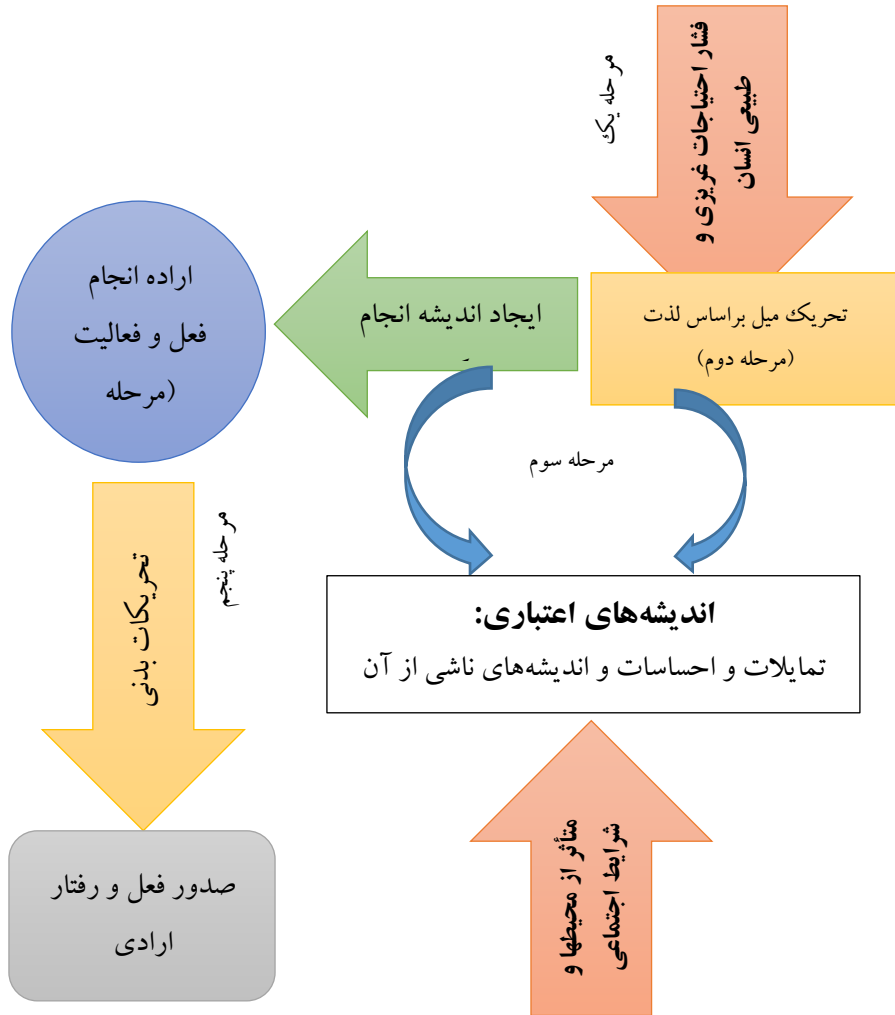 مرحله یک
فشار احتیاجات غریزی و
طبیعی انسان
تحریک میل براساس لذت
(مرحله دوم)
ایجاد اندیشه انجام
اراده انجام
فعل و فعالیت
(مرحله
مرحله سوم
اندیشه‌های اعتباری:
تمایلات و احساسات و اندیشه‌های ناشی از آن
متأثر از محیطها و
شرایط اجتماعی
مرحله پنجم
تحریکات بدنی
صدور فعل و رفتار
ارادی